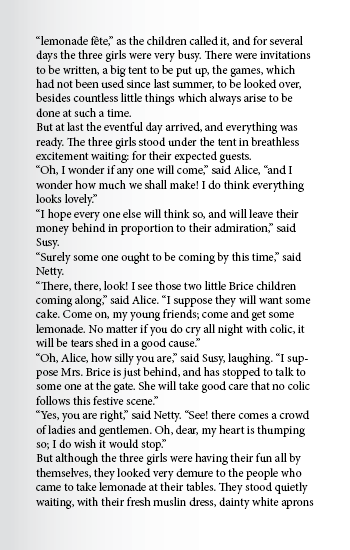 “lemonade fête,” as the children called it, and for several
days the three girls were very busy. There were invitations
to be written, a big tent to be put up, the games, which
had not been used since last summer, to be looked over,
besides countless little things which always arise to be
done at such a time.
But at last the eventful day arrived, and everything was
ready. The three girls stood under the tent in breathless
excitement waiting; for their expected guests.
“Oh, I wonder if any one will come,” said Alice, “and I
wonder how much we shall make! I do think everything
looks lovely.”
“I hope every one else will think so, and will leave their
money behind in proportion to their admiration,” said
Susy.
“Surely some one ought to be coming by this time,” said
Netty.
“There, there, look! I see those two little Brice children
coming along,” said Alice. “I suppose they will want some
cake. Come on, my young friends; come and get some
lemonade. No matter if you do cry all night with colic, it
will be tears shed in a good cause.”
“Oh, Alice, how silly you are,” said Susy, laughing. “I sup-
pose Mrs. Brice is just behind, and has stopped to talk to
some one at the gate. She will take good care that no colic
follows this festive scene.”
“Yes, you are right,” said Netty. “See! there comes a crowd
of ladies and gentlemen. Oh, dear, my heart is thumping
so; I do wish it would stop.”
But although the three girls were having their fun all by
themselves, they looked very demure to the people who
came to take lemonade at their tables. They stood quietly
waiting, with their fresh muslin dress, dainty white aprons